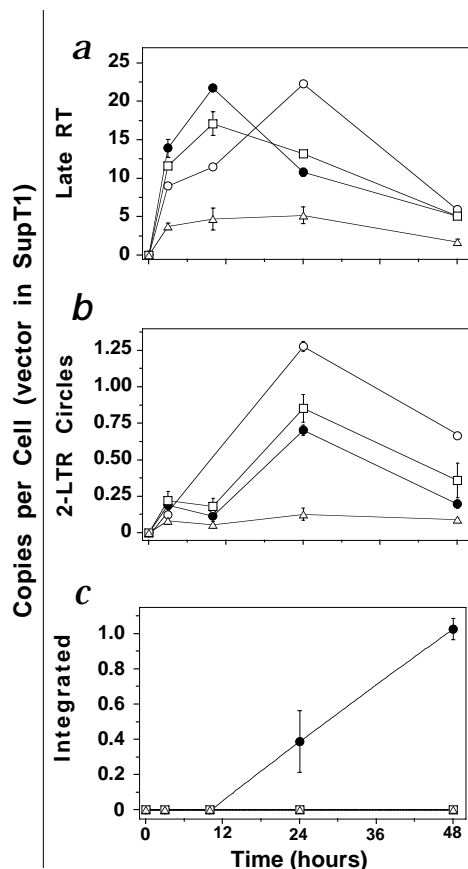 Copies per Cell (vector in SupT1)
a
Late RT
25
20
15
10
5
0
b
2-LTR Circles
1.25
1.00
0.75
0.50
0.25
0
c
Integrated
1.0
0.8
0.6
0.4
0.2
0
0 12 24 36 48
Time (hours)